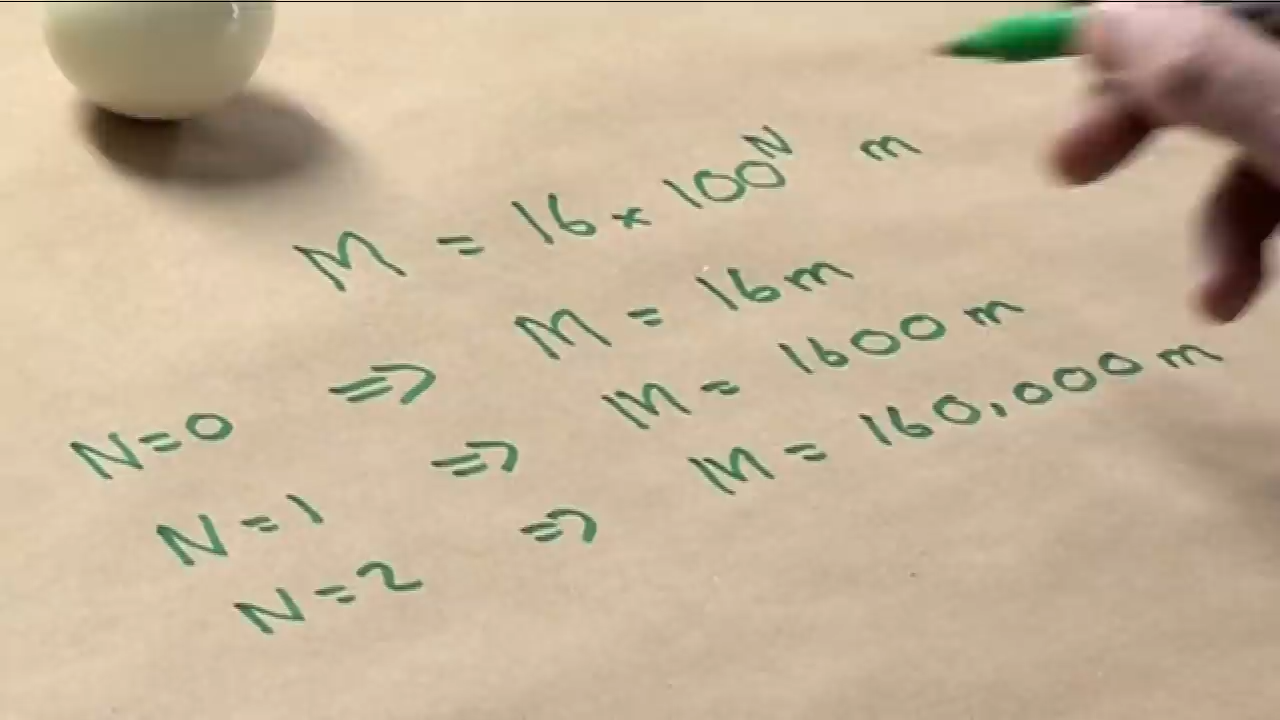 M = 16 × 100^N m
N=0 ⇒ M = 16m
N=1 ⇒ M = 1600 m
N=2 ⇒ M = 160,000 m